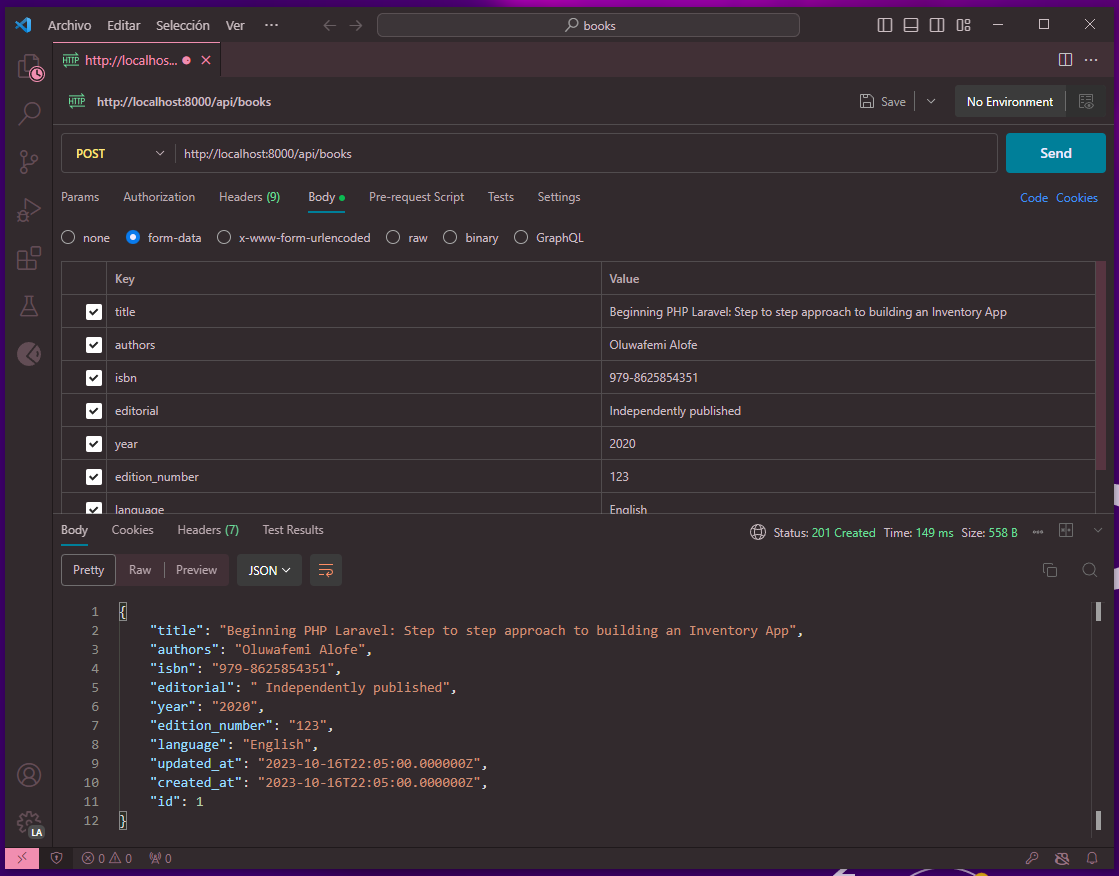 Archivo Editar Selección Ver ··· books
HTTP http://localhos...
HTTP http://localhost:8000/api/books Save No Environment
POST http://localhost:8000/api/books Send
Params Authorization Headers (9) Body Pre-request Script Tests Settings Code Cookies
none form-data x-www-form-urlencoded raw binary GraphQL
Key Value
title Beginning PHP Laravel: Step to step approach to building an Inventory App
authors Oluwafemi Alofe
isbn 979-8625854351
editorial Independently published
year 2020
edition_number 123
language English
Body Cookies Headers (7) Test Results Status: 201 Created Time: 149 ms Size: 558 B
Pretty Raw Preview JSON
1 {
2 "title": "Beginning PHP Laravel: Step to step approach to building an Inventory App",
3 "authors": "Oluwafemi Alofe",
4 "isbn": "979-8625854351",
5 "editorial": " Independently published",
6 "year": "2020",
7 "edition_number": "123",
8 "language": "English",
9 "updated_at": "2023-10-16T22:05:00.000000Z",
10 "created_at": "2023-10-16T22:05:00.000000Z",
11 "id": 1
12 }
LA
0 0 0